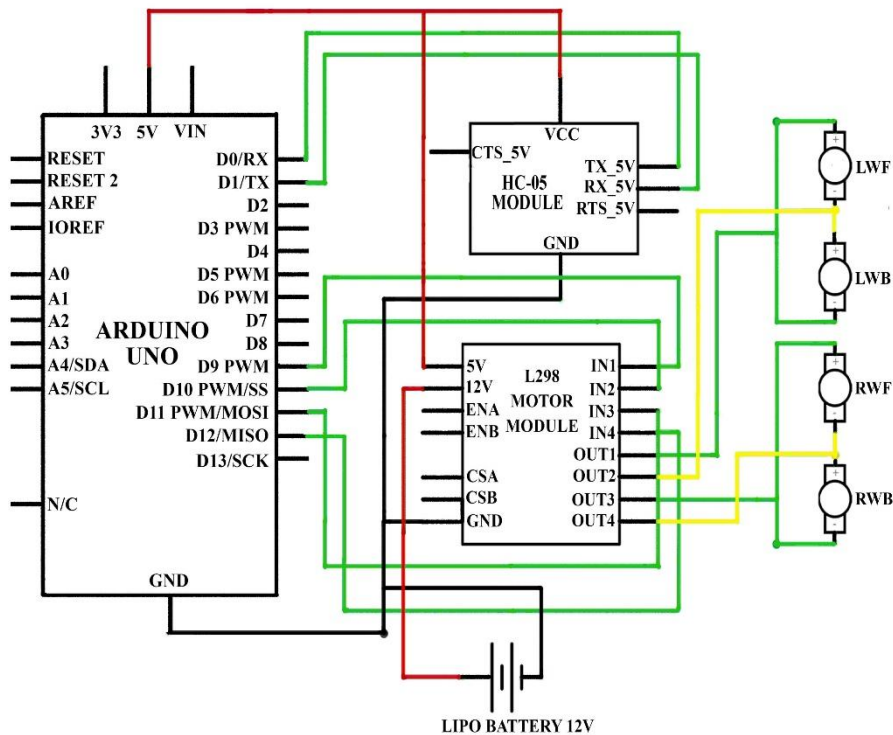 3V3 5V VIN
RESET
RESET 2
AREF
IOREF
A0
A1
A2
A3
A4/SDA
A5/SCL
N/C
ARDUINO
UNO
D0/RX
D1/TX
D2
D3 PWM
D4
D5 PWM
D6 PWM
D7
D8
D9 PWM
D10 PWM/SS
D11 PWM/MOSI
D12/MISO
D13/SCK
GND
VCC
CTS_5V
HC-05
MODULE
TX_5V
RX_5V
RTS_5V
GND
5V
12V
ENA
ENB
CSA
CSB
GND
L298
MOTOR
MODULE
IN1
IN2
IN3
IN4
OUT1
OUT2
OUT3
OUT4
+
LWF
-
+
LWB
-
+
RWF
-
+
RWB
-
LIPO BATTERY 12V